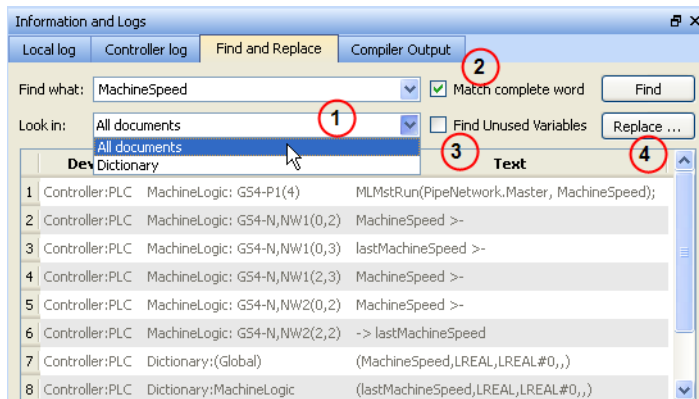 Information and Logs
Local log Controller log Find and Replace Compiler Output
2
Find what: MachineSpeed Match complete word Find
Look in: All documents 1 Find Unused Variables Replace ...
All documents
Dictionary
3 4
Text
1 Controller:PLC MachineLogic: GS4-P1(4) MLMstRun(PipeNetwork.Master, MachineSpeed);
2 Controller:PLC MachineLogic: GS4-N,NW1(0,2) MachineSpeed >-
3 Controller:PLC MachineLogic: GS4-N,NW1(0,3) lastMachineSpeed >-
4 Controller:PLC MachineLogic: GS4-N,NW1(2,3) MachineSpeed >-
5 Controller:PLC MachineLogic: GS4-N,NW2(0,2) MachineSpeed >-
6 Controller:PLC MachineLogic: GS4-N,NW2(2,2) -> lastMachineSpeed
7 Controller:PLC Dictionary:(Global) (MachineSpeed,LREAL,LREAL#0,,)
8 Controller:PLC Dictionary:MachineLogic (lastMachineSpeed,LREAL,LREAL#0,,)